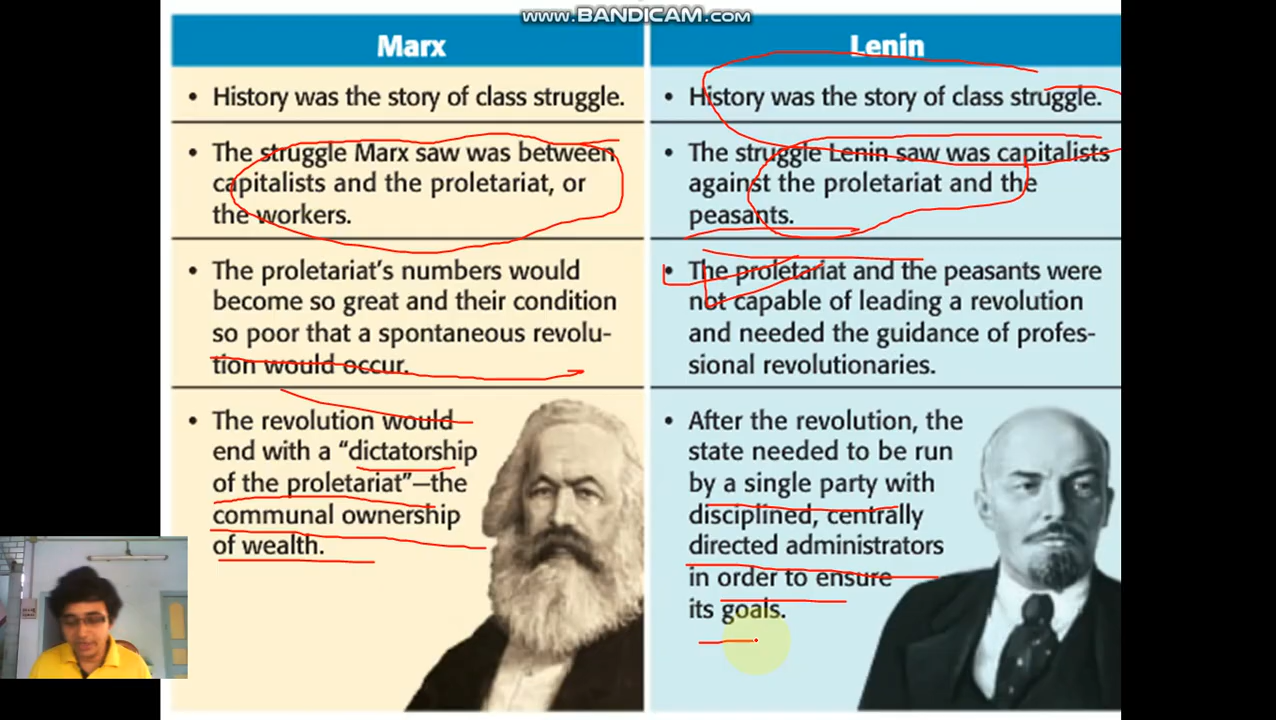 www.BANDICAM.com
Marx
Lenin
• History was the story of class struggle.
• History was the story of class struggle.
• The struggle Marx saw was between
capitalists and the proletariat, or
the workers.
• The struggle Lenin saw was capitalists
against the proletariat and the
peasants.
• The proletariat's numbers would
become so great and their condition
so poor that a spontaneous revolu-
tion would occur.
• The proletariat and the peasants were
not capable of leading a revolution
and needed the guidance of profes-
sional revolutionaries.
• The revolution would
end with a “dictatorship
of the proletariat”—the
communal ownership
of wealth.
• After the revolution, the
state needed to be run
by a single party with
disciplined, centrally
directed administrators
in order to ensure
its goals.